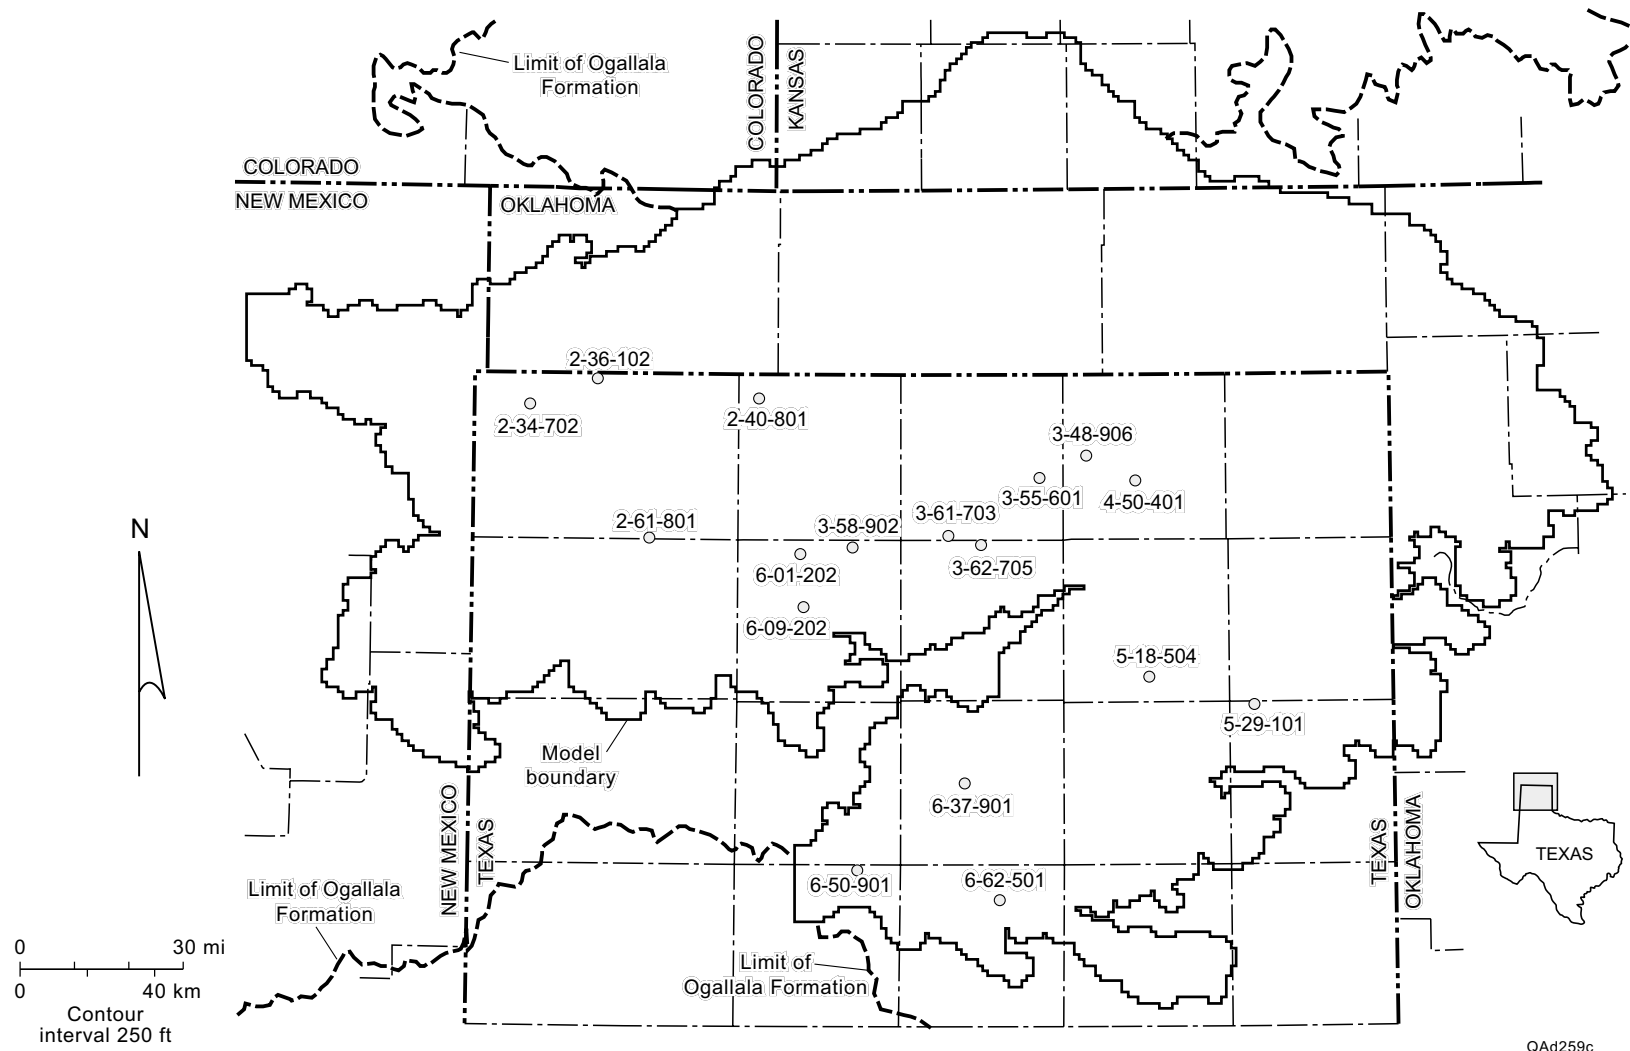 Limit of Ogallala
Formation
COLORADO
KANSAS
COLORADO
NEW MEXICO
OKLAHOMA
2-36-102
2-34-702
2-40-801
3-48-906
3-55-601
4-50-401
2-61-801
3-58-902
3-61-703
6-01-202
3-62-705
6-09-202
N
5-18-504
5-29-101
Model
boundary
6-37-901
NEW MEXICO
TEXAS
TEXAS
OKLAHOMA
TEXAS
6-50-901
6-62-501
Limit of Ogallala
Formation
Limit of
Ogallala Formation
0 30 mi
0 40 km
Contour
interval 250 ft
QAd259c